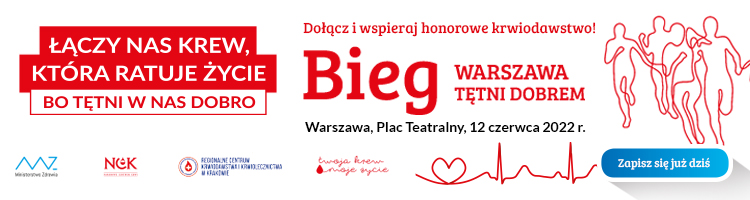 ŁĄCZY NAS KREW,
KTÓRA RATUJE ŻYCIE
BO TĘTNI W NAS DOBRO
Dołącz i wspieraj honorowe krwiodawstwo!
Bieg
WARSZAWA
TĘTNI DOBREM
Warszawa, Plac Teatralny, 12 czerwca 2022 r.
Ministerstwo Zdrowia
NCK
REGIONALNE CENTRUM
KRWIODAWSTWA I KRWIOLECZNICTWA
W KRAKOWIE
twoja krew
moje życie
Zapisz się już dziś